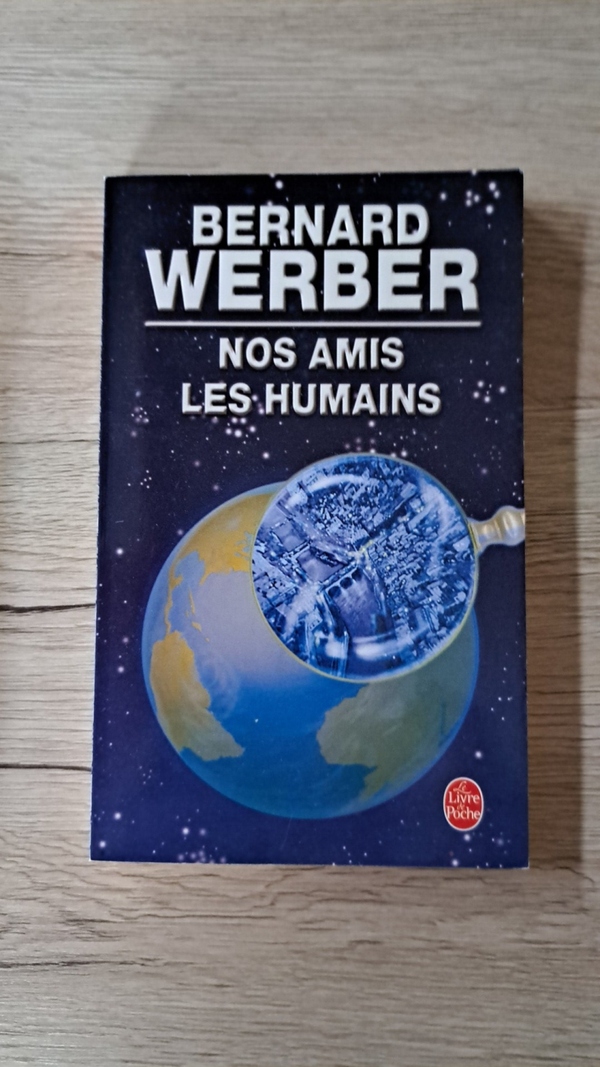 BERNARD
WERBER
NOS AMIS
LES HUMAINS
Le
Livre
de
Poche